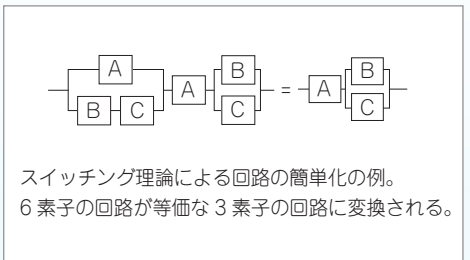 A B
B C A C = A B
C
スイッチング理論による回路の簡単化の例。
6 素子の回路が等価な 3 素子の回路に変換される。